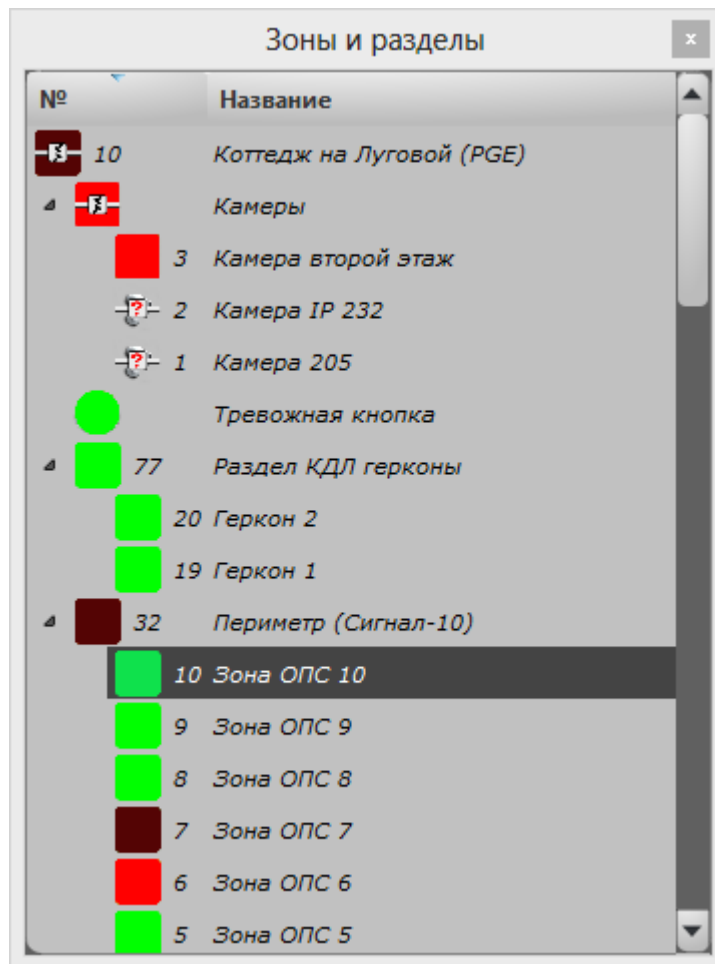 Зоны и разделы
x
№ Название
10 Коттедж на Луговой (PGE)
Камеры
3 Камера второй этаж
? 2 Камера IP 232
? 1 Камера 205
Тревожная кнопка
77 Раздел КДЛ герконы
20 Геркон 2
19 Геркон 1
32 Периметр (Сигнал-10)
10 Зона ОПС 10
9 Зона ОПС 9
8 Зона ОПС 8
7 Зона ОПС 7
6 Зона ОПС 6
5 Зона ОПС 5